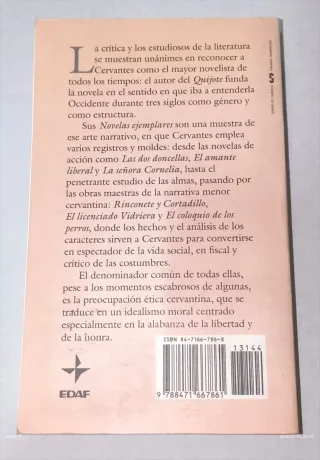 La crítica y los estudiosos de la literatura
se muestran unánimes en reconocer a
Cervantes como el mayor novelista de
todos los tiempos: el autor del Quijote funda
la novela en el sentido en que iba a entenderla
Occidente durante tres siglos como género y
como estructura.
Sus Novelas ejemplares son una muestra de
ese arte narrativo, en que Cervantes emplea
varios registros y moldes: desde las novelas de
acción como Las dos doncellas, El amante
liberal y La señora Cornelia, hasta el
penetrante estudio de las almas, pasando por
las obras maestras de la narrativa menor
cervantina: Rinconete y Cortadillo,
El licenciado Vidriera y El coloquio de los
perros, donde los hechos y el análisis de los
caracteres sirven a Cervantes para convertirse
en espectador de la vida social, en fiscal y
crítico de las costumbres.
El denominador común de todas ellas,
pese a los momentos escabrosos de algunas,
es la preocupación ética cervantina, que se
traduce en un idealismo moral centrado
especialmente en la alabanza de la libertad y
de la honra.
ISBN 84-7166-786-X
13144
9 788471 667861
EDAF